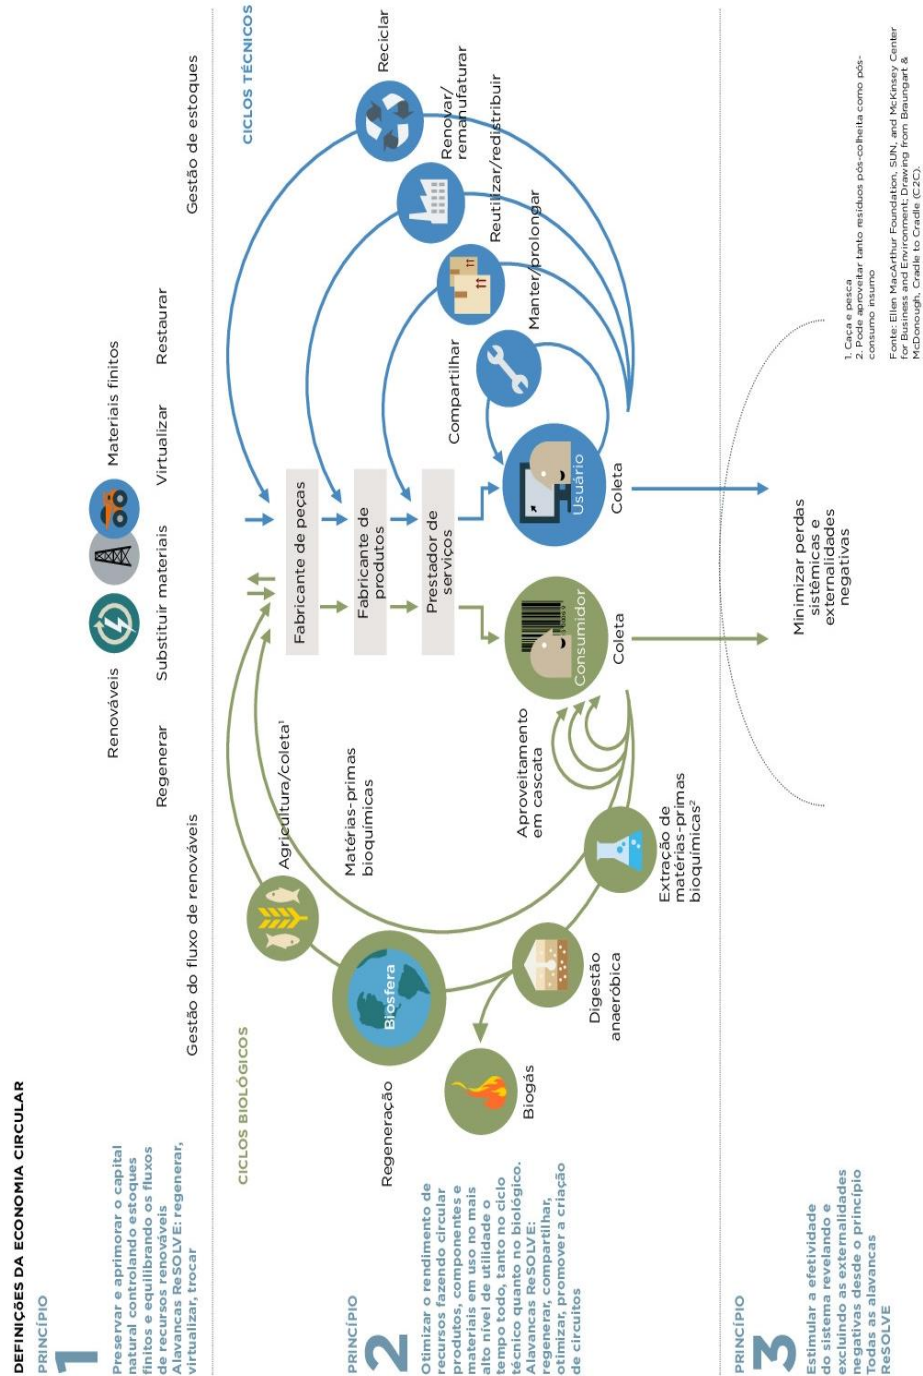 DEFINIÇÕES DA ECONOMIA CIRCULAR
PRINCÍPIO
1
Preservar e aprimorar o capital
natural controlando estoques
finitos e equilibrando os fluxos
de recursos renováveis
Alavancas ReSOLVE: regenerar,
virtualizar, trocar
Renováveis
Materiais finitos
Regenerar
Substituir materiais
Virtualizar
Restaurar
Gestão do fluxo de renováveis
Gestão de estoques
PRINCÍPIO
2
Otimizar o rendimento de
recursos fazendo circular
produtos, componentes e
materiais em uso no mais
alto nível de utilidade o
tempo todo, tanto no ciclo
técnico quanto no biológico.
Alavancas ReSOLVE:
regenerar, compartilhar,
otimizar, promover a criação
de circuitos
CICLOS BIOLÓGICOS
Regeneração
Biosfera
Agricultura/coleta¹
Matérias-primas
bioquímicas
Biogás
Digestão
anaeróbica
Extração de
matérias-primas
bioquímicas²
Aproveitamento
em cascata
Fabricante de peças
Fabricante de
produtos
Prestador de
serviços
Consumidor
Coleta
Usuário
Coleta
CICLOS TÉCNICOS
Compartilhar
Manter/prolongar
Reutilizar/redistribuir
Renovar/
remanufaturar
Reciclar
PRINCÍPIO
3
Estimular a efetividade
do sistema revelando e
excluindo as externalidades
negativas desde o princípio
Todas as alavancas
ReSOLVE
Minimizar perdas
sistêmicas e
externalidades
negativas
1. Caça e pesca
2. Pode aproveitar tanto resíduos pós-colheita como pós-
consumo insumo
Fonte: Ellen MacArthur Foundation, SUN, and McKinsey Center
for Business and Environment; Drawing from Braungart &
McDonough, Cradle to Cradle (C2C).